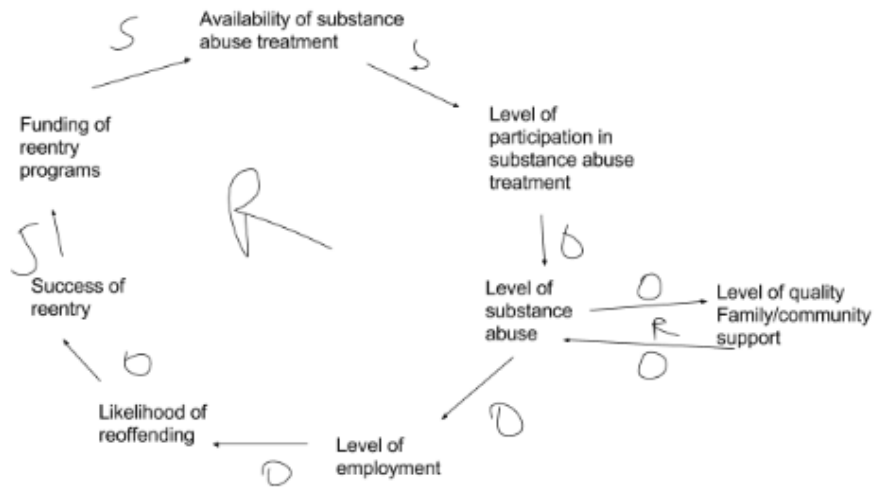 S
Availability of substance
abuse treatment
S
Funding of
reentry
programs
Level of
participation in
substance abuse
treatment
R
S
O
Success of
reentry
Level of
substance
abuse
O
R
O
Level of quality
Family/community
support
O
Likelihood of
reoffending
O
Level of
employment
O